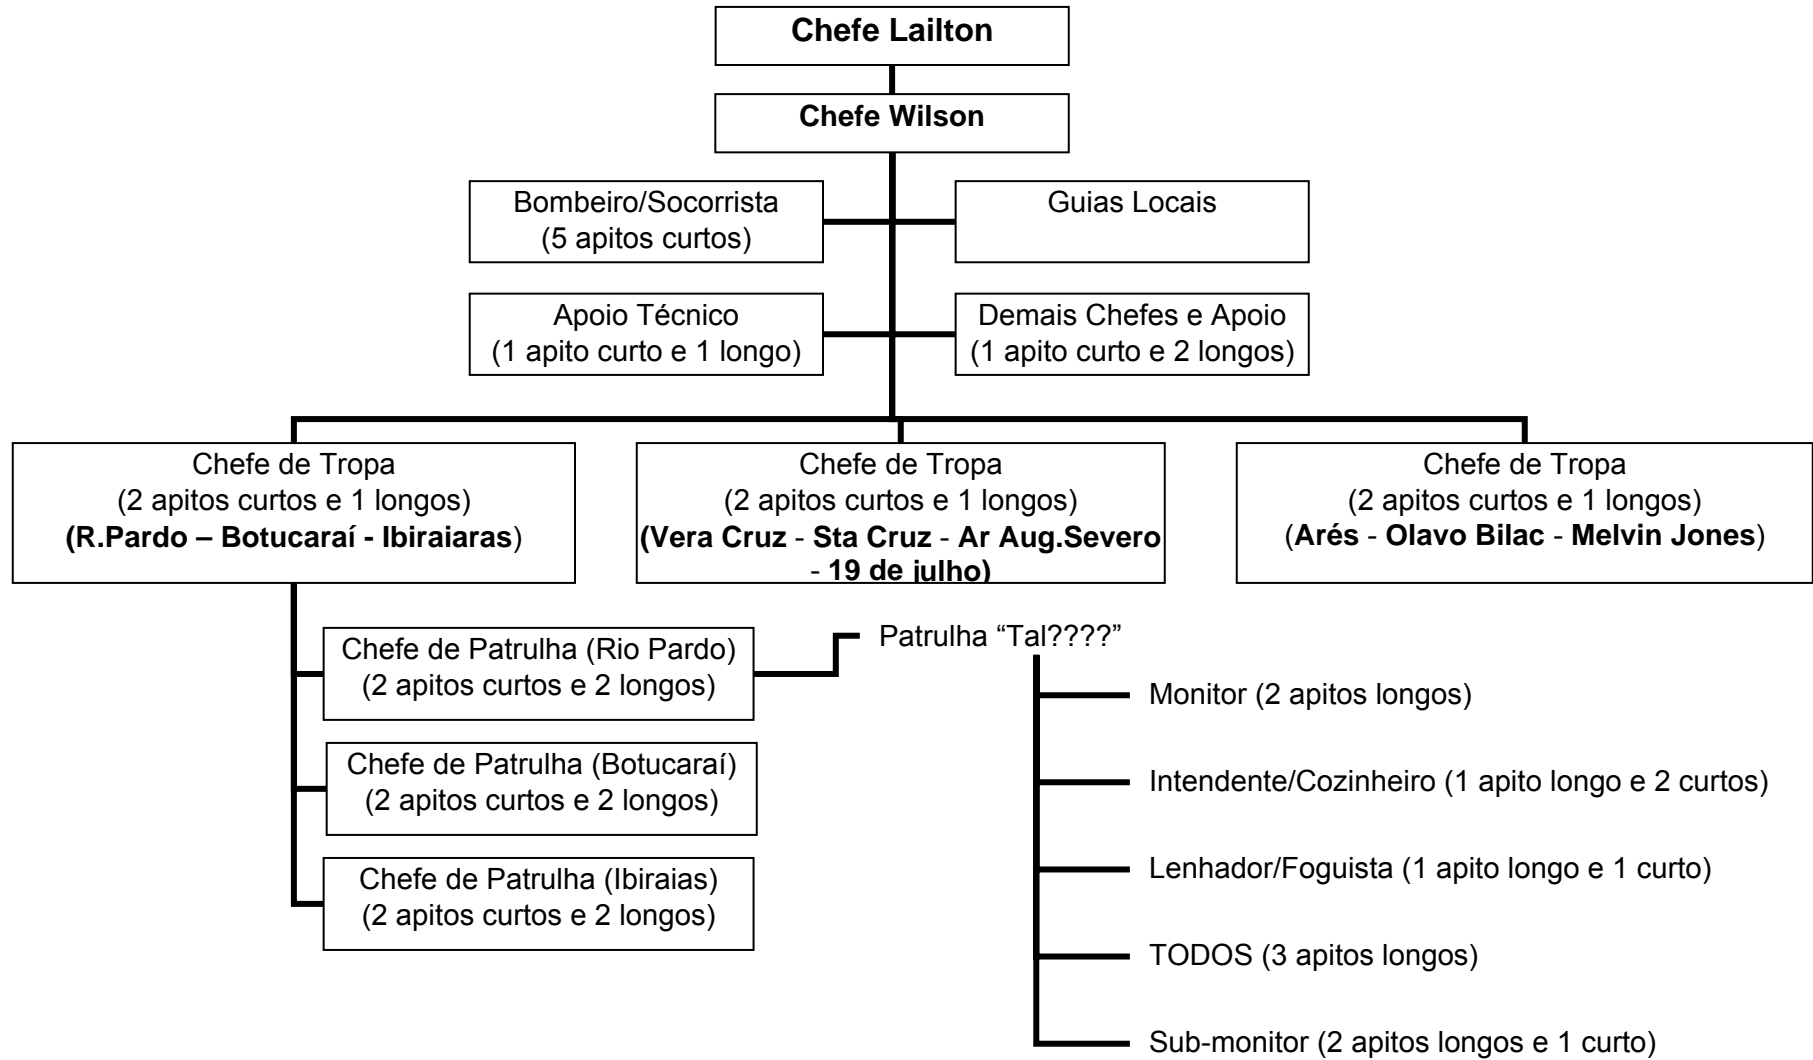 Chefe Lailton
Chefe Wilson
Bombeiro/Socorrista
(5 apitos curtos)
Guias Locais
Apoio Técnico
(1 apito curto e 1 longo)
Demais Chefes e Apoio
(1 apito curto e 2 longos)
Chefe de Tropa
(2 apitos curtos e 1 longos)
(R.Pardo – Botucaraí - Ibiraiaras)
Chefe de Tropa
(2 apitos curtos e 1 longos)
(Vera Cruz - Sta Cruz - Ar Aug.Severo
- 19 de julho)
Chefe de Tropa
(2 apitos curtos e 1 longos)
(Arés - Olavo Bilac - Melvin Jones)
Chefe de Patrulha (Rio Pardo)
(2 apitos curtos e 2 longos)
Chefe de Patrulha (Botucaraí)
(2 apitos curtos e 2 longos)
Chefe de Patrulha (Ibiraias)
(2 apitos curtos e 2 longos)
Patrulha “Tal????”
Monitor (2 apitos longos)
Intendente/Cozinheiro (1 apito longo e 2 curtos)
Lenhador/Foguista (1 apito longo e 1 curto)
TODOS (3 apitos longos)
Sub-monitor (2 apitos longos e 1 curto)